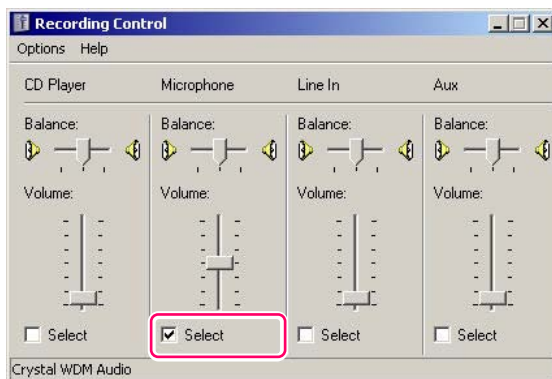 Recording Control
Options Help
CD Player Microphone Line In Aux
Balance: Balance: Balance: Balance:
Volume: Volume: Volume: Volume:
Select Select Select Select
Crystal WDM Audio